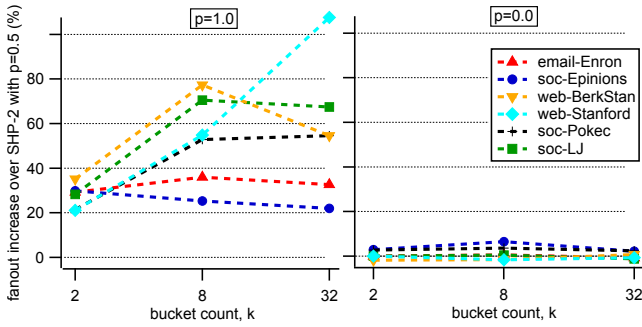 p=1.0
p=0.0
fanout increase over SHP-2 with p=0.5 (%)
80
60
40
20
0
2
8
32
bucket count, k
email-Enron
soc-Epinions
web-BerkStan
web-Stanford
soc-Pokec
soc-LJ
2
8
32
bucket count, k